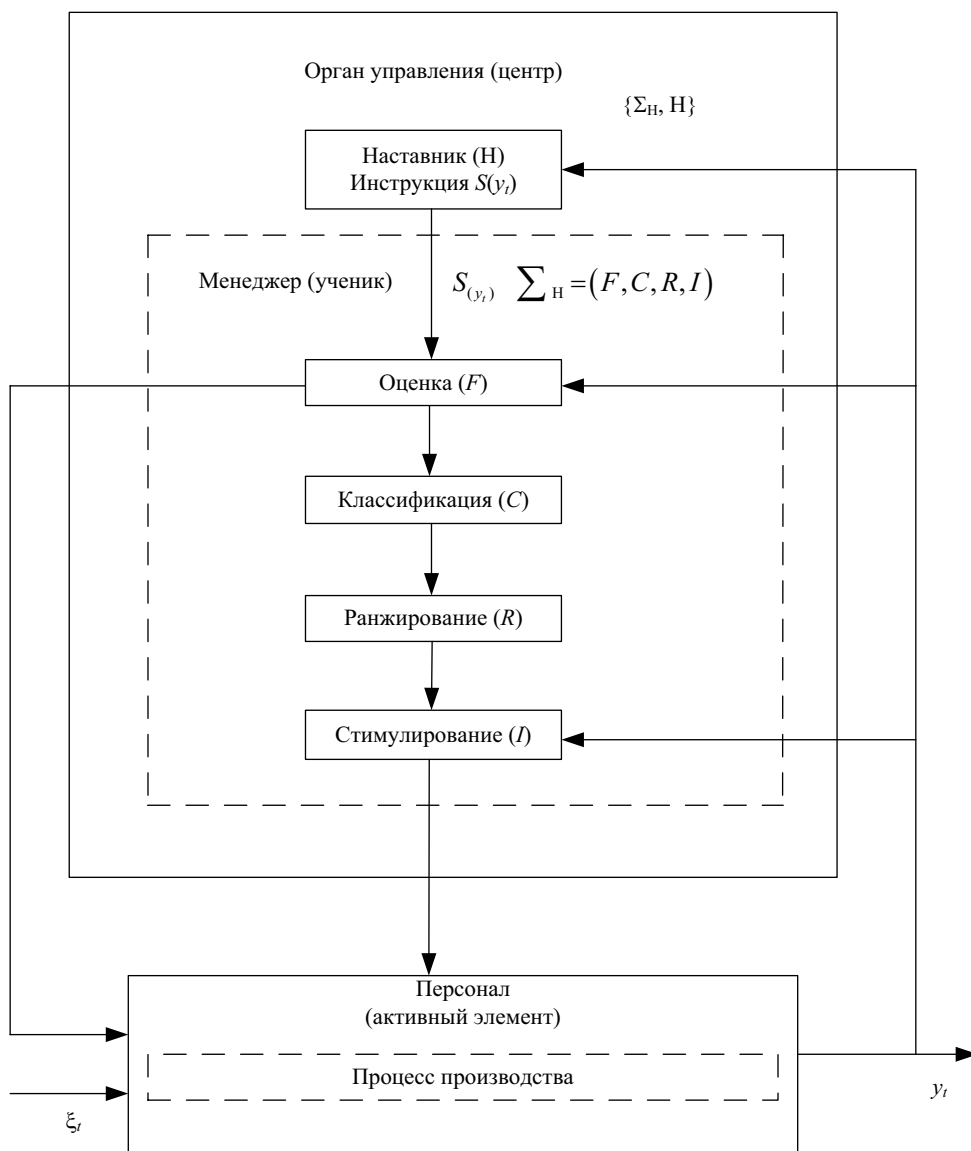 Орган управления (центр)
{Σ_Н, Н}
Наставник (Н)
Инструкция S(y_t)
Менеджер (ученик)
S_(y_t) ∑_Н = (F, C, R, I)
Оценка (F)
Классификация (C)
Ранжирование (R)
Стимулирование (I)
Персонал
(активный элемент)
Процесс производства
y_t
ξ_t